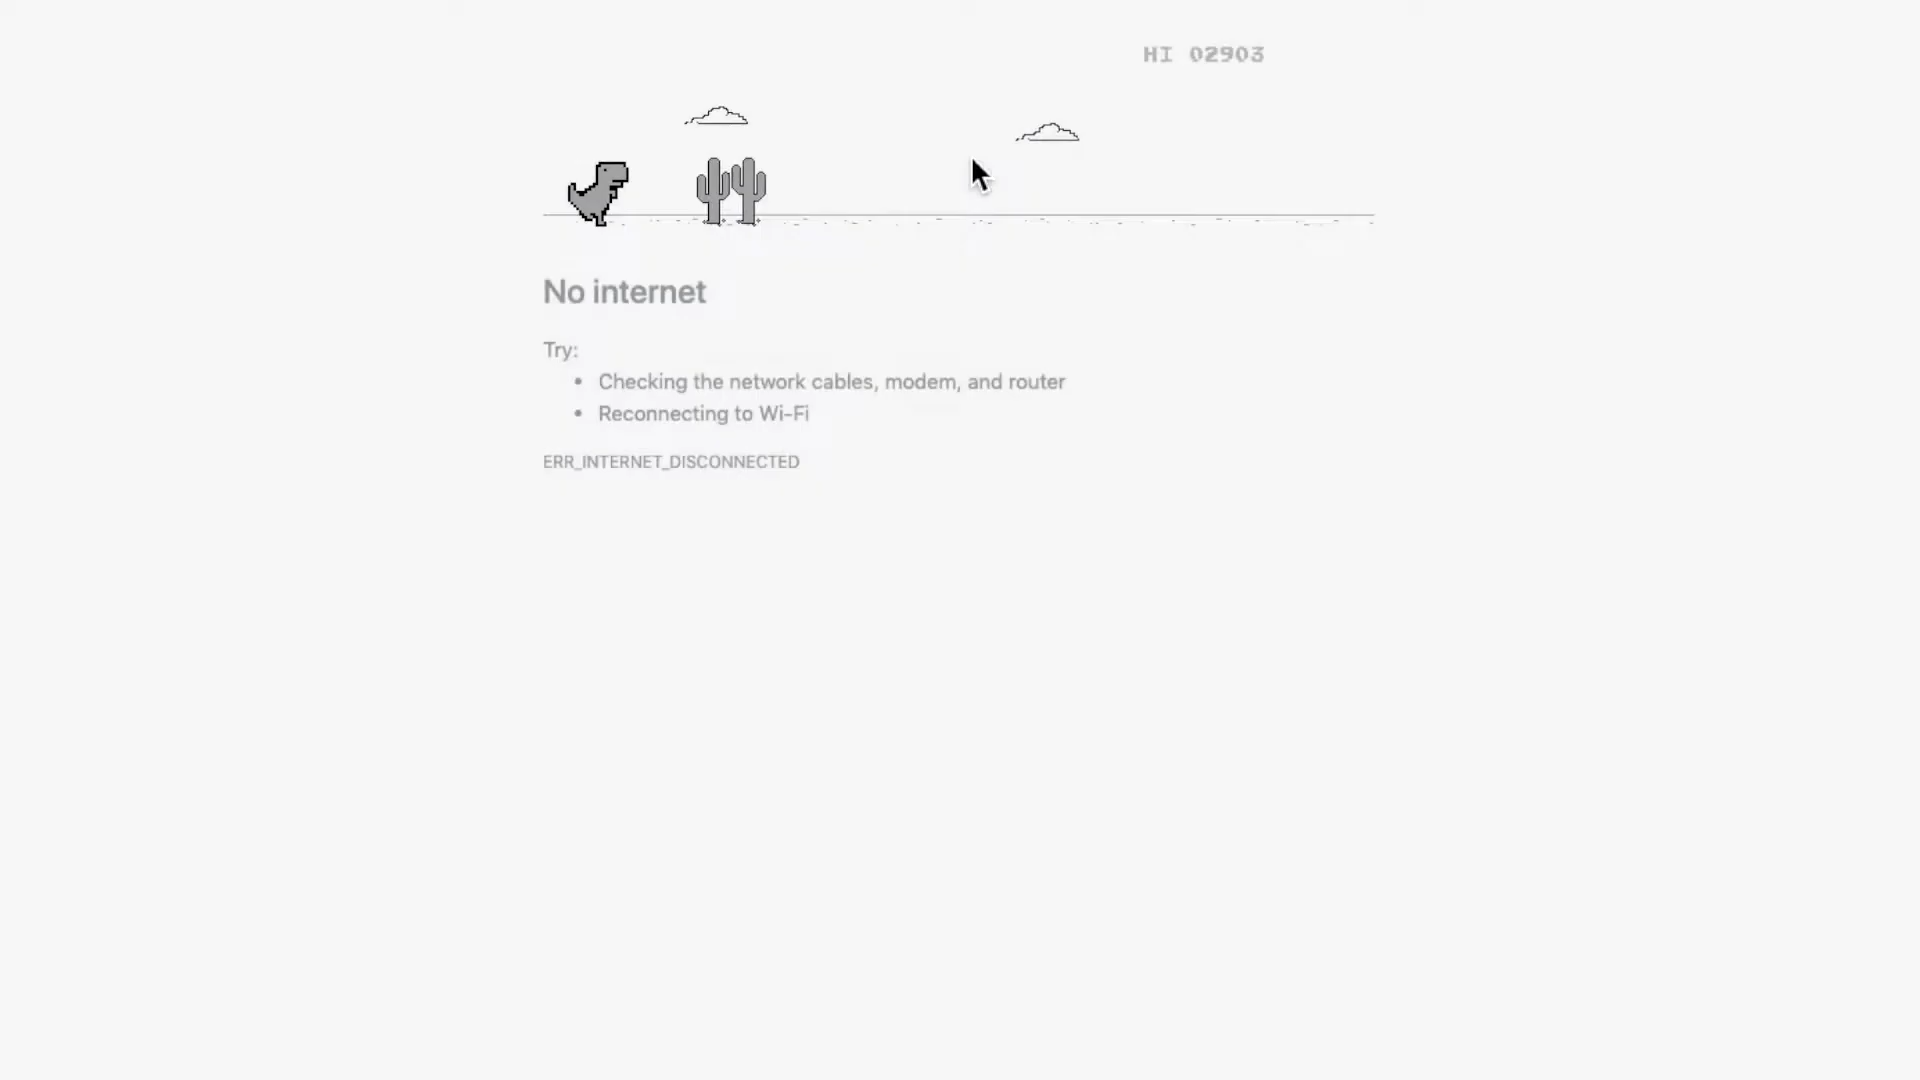 HI 02903
No internet
Try:
• Checking the network cables, modem, and router
• Reconnecting to Wi-Fi
ERR_INTERNET_DISCONNECTED